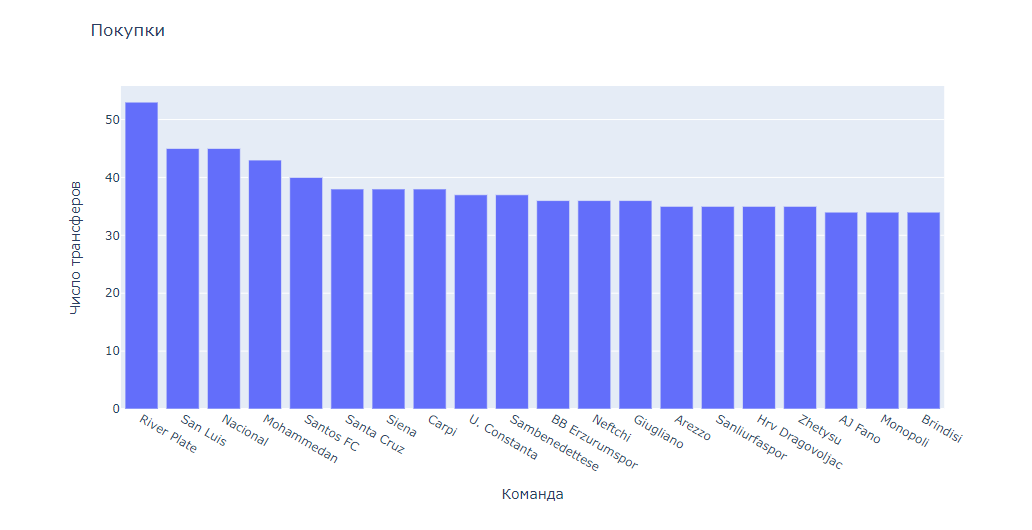 Покупки
Число трансферов
50
40
30
20
10
0
River Plate
San Luis
Nacional
Mohammedan
Santos FC
Santa Cruz
Siena
Carpi
U. Constanta
Sambenedettese
BB Erzurumspor
Neftchi
Giugliano
Arezzo
Sanliurfaspor
Hrv Dragovoljac
Zhetysu
AJ Fano
Monopoli
Brindisi
Команда